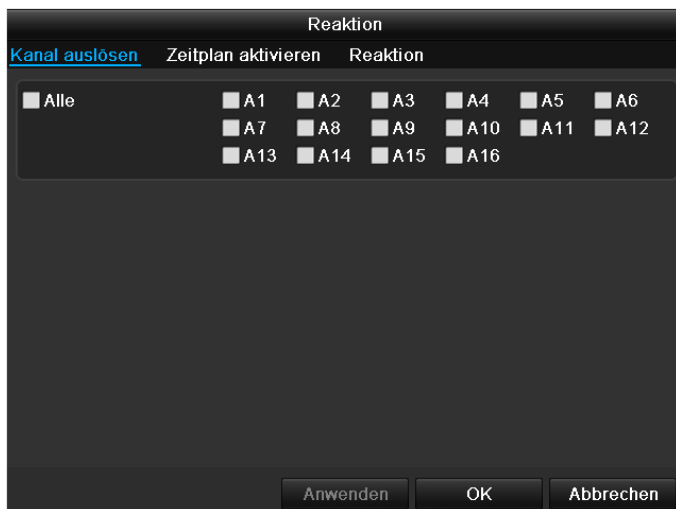 Reaktion
Kanal auslösen Zeitplan aktivieren Reaktion
Alle A1 A2 A3 A4 A5 A6
A7 A8 A9 A10 A11 A12
A13 A14 A15 A16
Anwenden OK Abbrechen